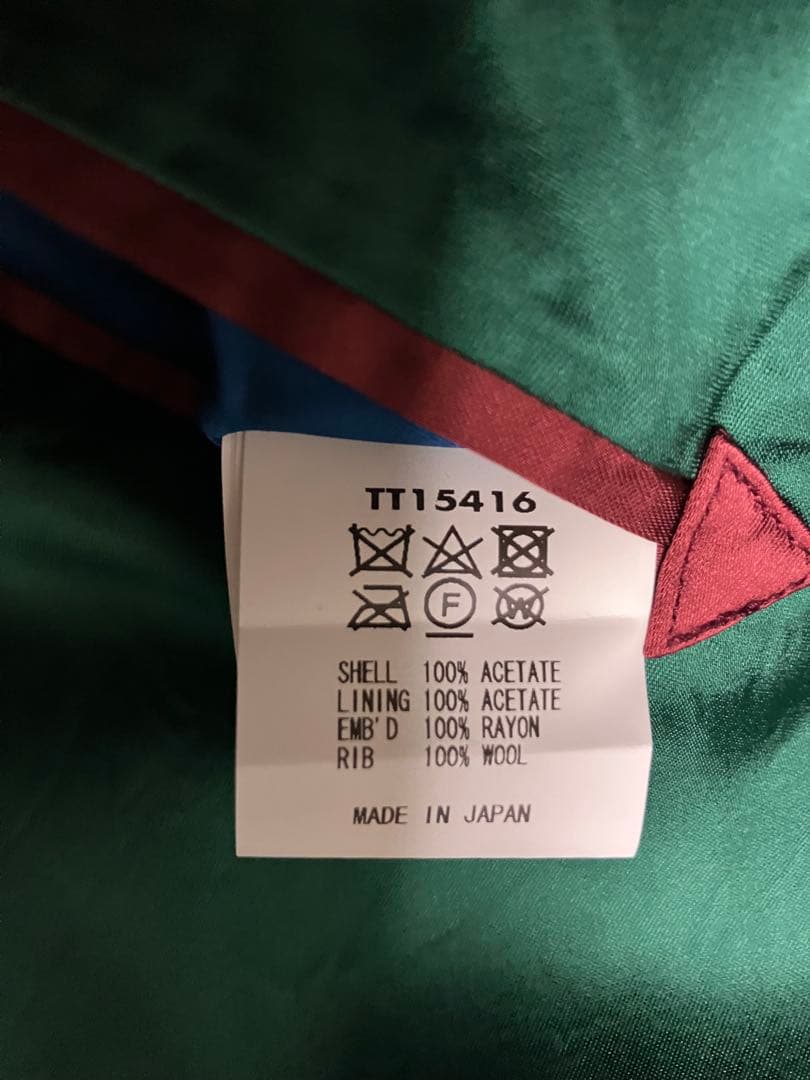 TT15416
F W
SHELL 100% ACETATE
LINING 100% ACETATE
EMB'D 100% RAYON
RIB 100% WOOL
MADE IN JAPAN